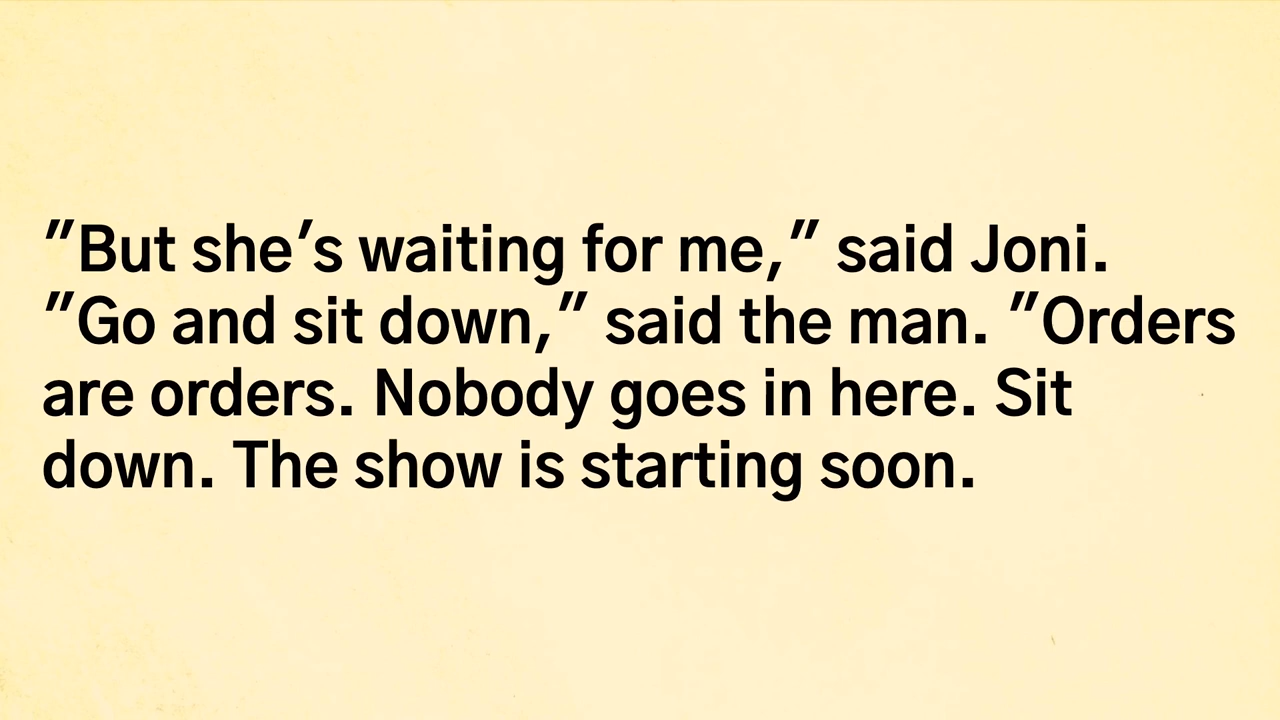 "But she's waiting for me," said Joni.
"Go and sit down," said the man. "Orders
are orders. Nobody goes in here. Sit
down. The show is starting soon.